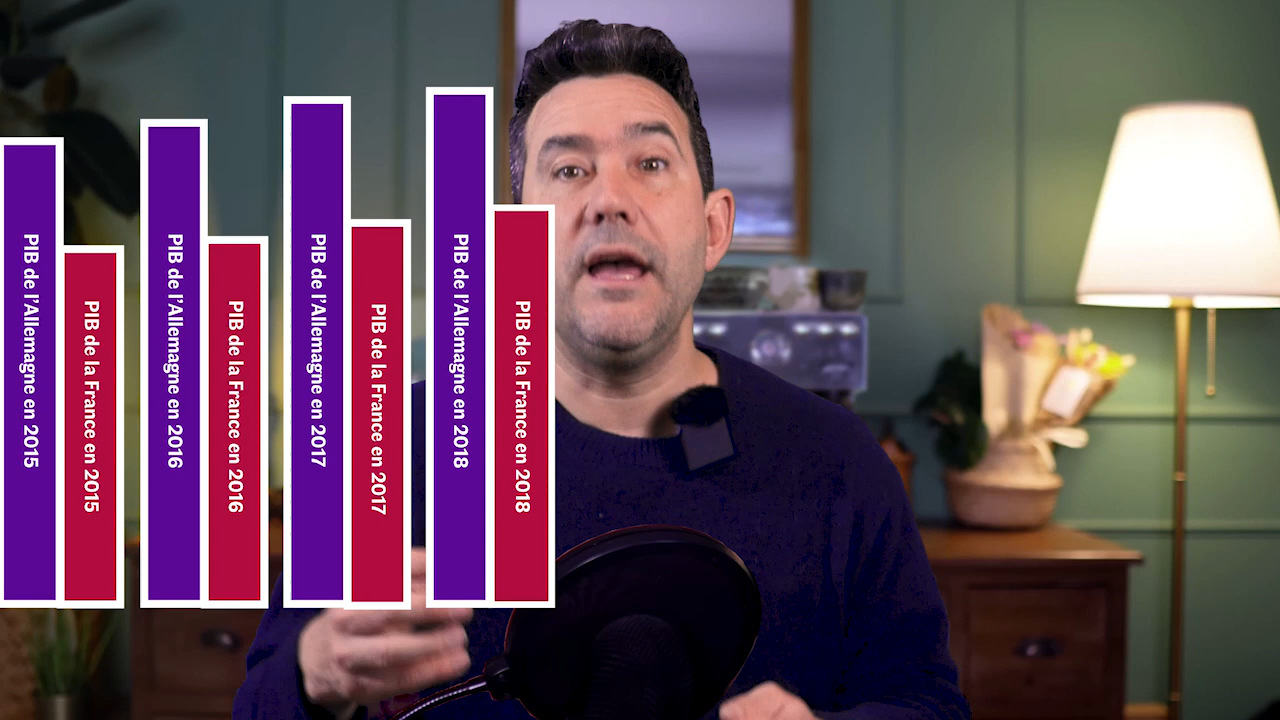 PIB de l'Allemagne en 2015
PIB de la France en 2015
PIB de l'Allemagne en 2016
PIB de la France en 2016
PIB de l'Allemagne en 2017
PIB de la France en 2017
PIB de l'Allemagne en 2018
PIB de la France en 2018